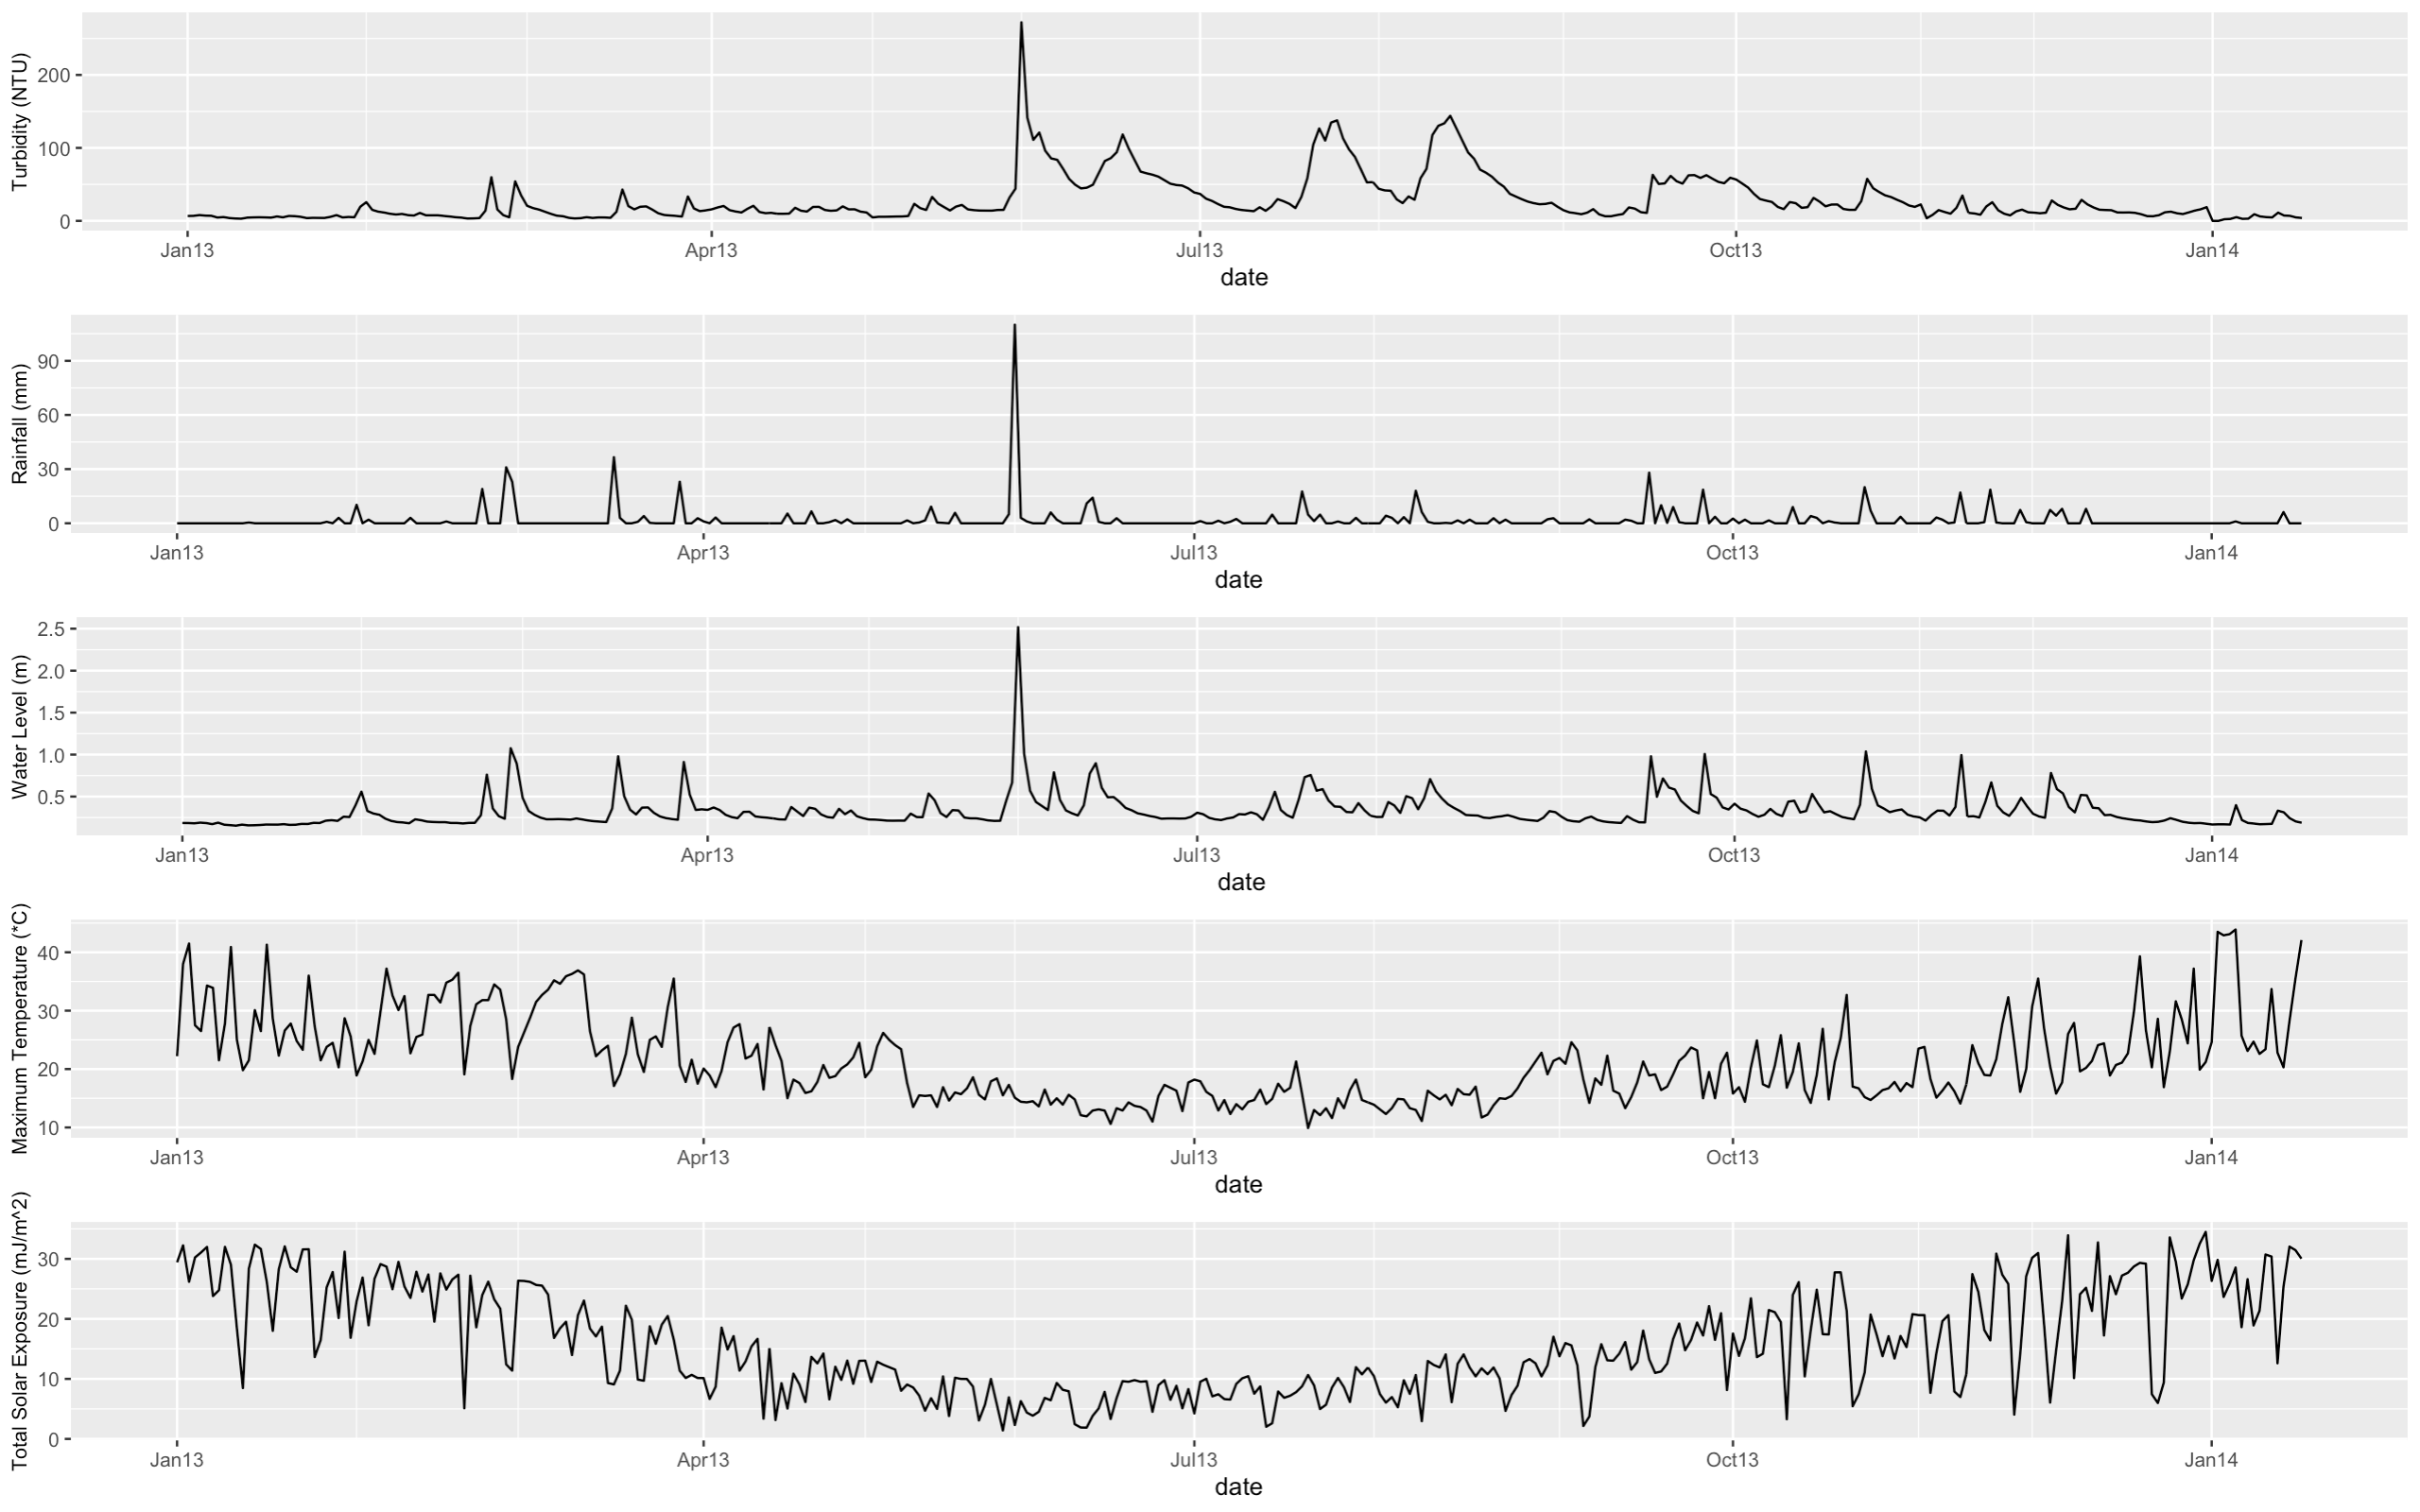 Turbidity (NTU)
200
100
0
Jan13 Apr13 Jul13 Oct13 Jan14
date
Rainfall (mm)
90
60
30
0
Jan13 Apr13 Jul13 Oct13 Jan14
date
Water Level (m)
2.5
2.0
1.5
1.0
0.5
Jan13 Apr13 Jul13 Oct13 Jan14
date
Maximum Temperature (*C)
40
30
20
10
Jan13 Apr13 Jul13 Oct13 Jan14
date
Total Solar Exposure (mJ/m^2)
30
20
10
0
Jan13 Apr13 Jul13 Oct13 Jan14
date